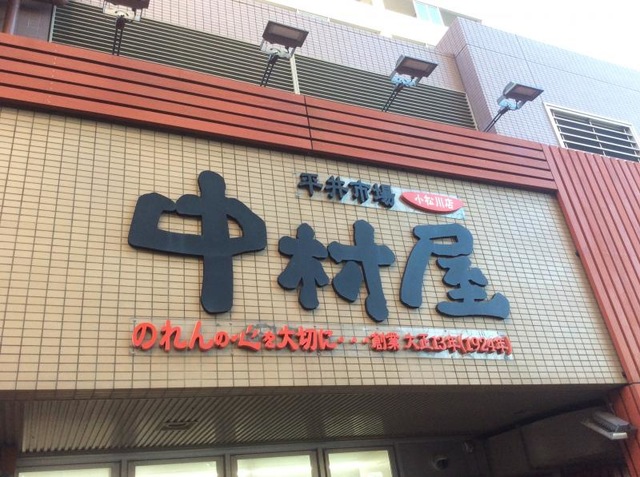 平井市場 小松川店
中村屋
のれんの心を大切に・・・創業 大正13年(1924年)